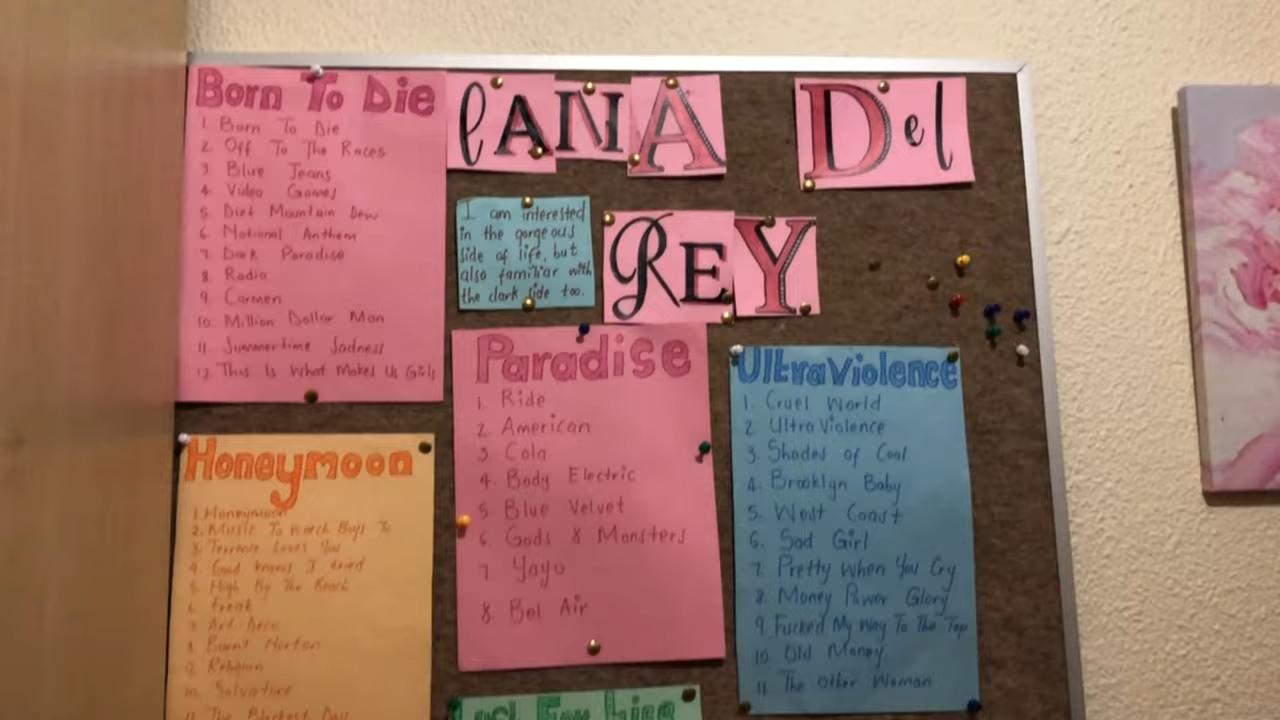 Born To Die
1. Born To Die
2. Off To The Races
3. Blue Jeans
4. Video Games
5. Diet Mountain Dew
6. National Anthem
7. Dark Paradise
8. Radio
9. Carmen
10. Million Dollar Man
11. Summertime Sadness
12. This Is What Makes Us Girls
lANA Del
REY
I am interested
in the gorgeous
side of life, but
also familiar with
the dark side too.
Paradise
1. Ride
2. American
3. Cola
4. Body Electric
5. Blue Velvet
6. Gods & Monsters
7. Yayo
8. Bel Air
UltraViolence
1. Cruel World
2. UltraViolence
3. Shades of Cool
4. Brooklyn Baby
5. West Coast
6. Sad Girl
7. Pretty When You Cry
8. Money Power Glory
9. Fucked My Way To The Top
10. Old Money
11. The Other Woman
Honeymoon
1. Honeymoon
2. Music To Watch Boys To
3. Terrence Loves You
4. God knows I tried
5. High By The Beach
6. Freak
7. Art Deco
8. Burnt Norton
9. Religion
10. Salvatore
11. The Blackest Day
Lust For Life